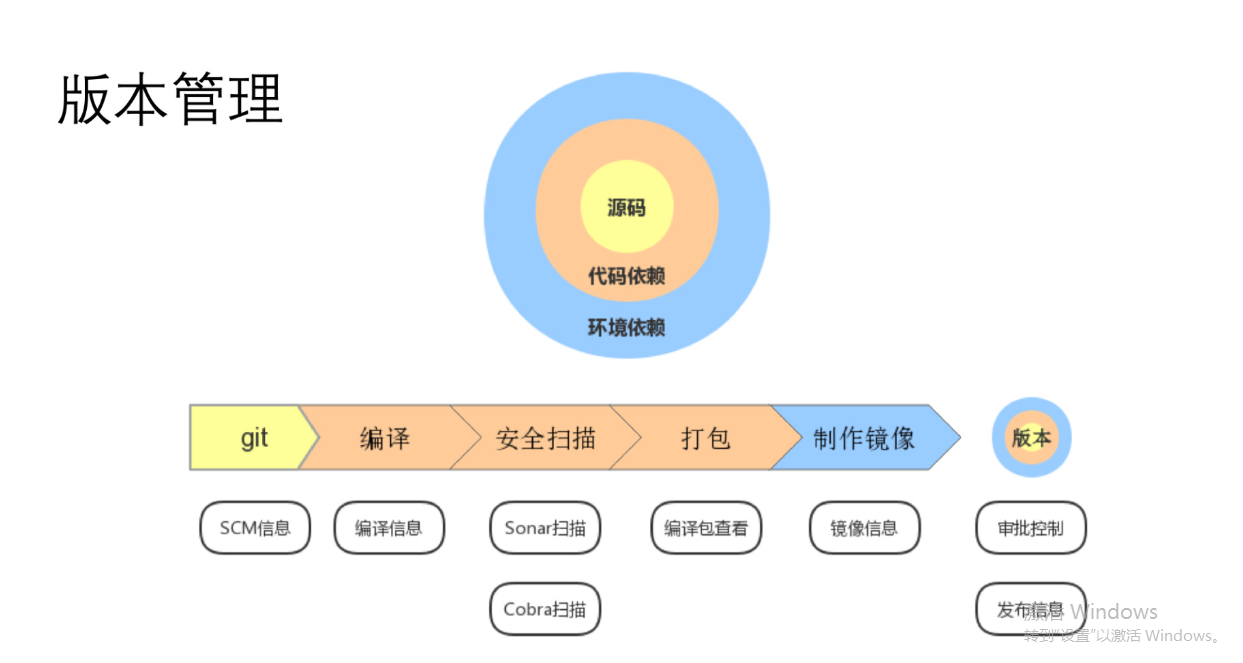 版本管理
源码
代码依赖
环境依赖
git
编译
安全扫描
打包
制作镜像
版本
SCM信息
编译信息
Sonar扫描
编译包查看
镜像信息
审批控制
Cobra扫描
发布信息
激活 Windows
转到"设置"以激活 Windows。